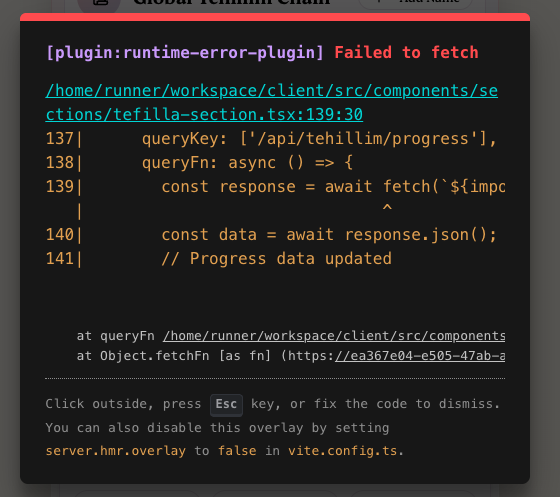 Global Tehillim Chain
[plugin:runtime-error-plugin] Failed to fetch
/home/runner/workspace/client/src/components/se
ctions/tefilla-section.tsx:139:30
137|      queryKey: ['/api/tehillim/progress'],
138|      queryFn: async () => {
139|        const response = await fetch(`${impo
   |                               ^
140|        const data = await response.json();
141|        // Progress data updated
at queryFn /home/runner/workspace/client/src/components
at Object.fetchFn [as fn] (https://ea367e04-e505-47ab-a
Click outside, press Esc key, or fix the code to dismiss.
You can also disable this overlay by setting
server.hmr.overlay to false in vite.config.ts.